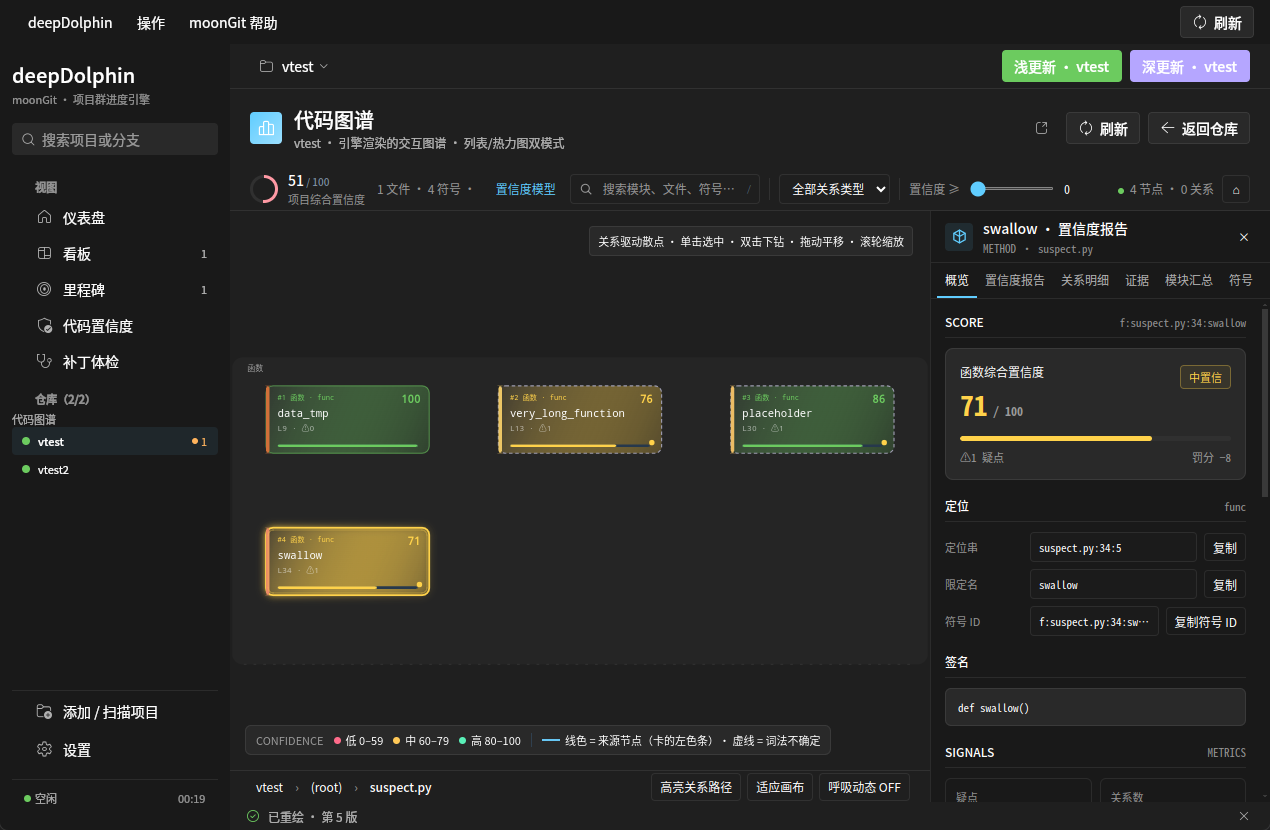 deepDolphin 操作 moonGit 帮助 刷新
deepDolphin
moonGit · 项目群进度引擎
搜索项目或分支
视图
仪表盘
看板 1
里程碑 1
代码置信度
补丁体检
仓库（2/2）
代码图谱
vtest 1
vtest2
添加 / 扫描项目
设置
空闲 00:19
vtest 浅更新 · vtest 深更新 · vtest
代码图谱
vtest · 引擎渲染的交互图谱 · 列表/热力图双模式
刷新 返回仓库
51 / 100
项目综合置信度
1 文件 · 4 符号 · 置信度模型 搜索模块、文件、符号… / 全部关系类型 置信度 ≥ 0 4 节点 · 0 关系
关系驱动散点 · 单击选中 · 双击下钻 · 拖动平移 · 滚轮缩放
函数
#1 函数 · func 100
data_tmp
L9 · ⚠0
#2 函数 · func 76
very_long_function
L13 · ⚠1
#3 函数 · func 86
placeholder
L30 · ⚠1
#4 函数 · func 71
swallow
L34 · ⚠1
CONFIDENCE 低 0–59 中 60–79 高 80–100 线色 = 来源节点（卡的左色条） · 虚线 = 词法不确定
vtest › (root) › suspect.py 高亮关系路径 适应画布 呼吸动态 OFF
已重绘 · 第 5 版
swallow · 置信度报告
METHOD · suspect.py
概览 置信度报告 关系明细 证据 模块汇总 符号
SCORE f:suspect.py:34:swallow
函数综合置信度 中置信
71 / 100
⚠1 疑点 罚分 −8
定位 func
定位串 suspect.py:34:5 复制
限定名 swallow 复制
符号 ID f:suspect.py:34:sw… 复制符号 ID
签名
def swallow()
SIGNALS METRICS
疑点 关系数